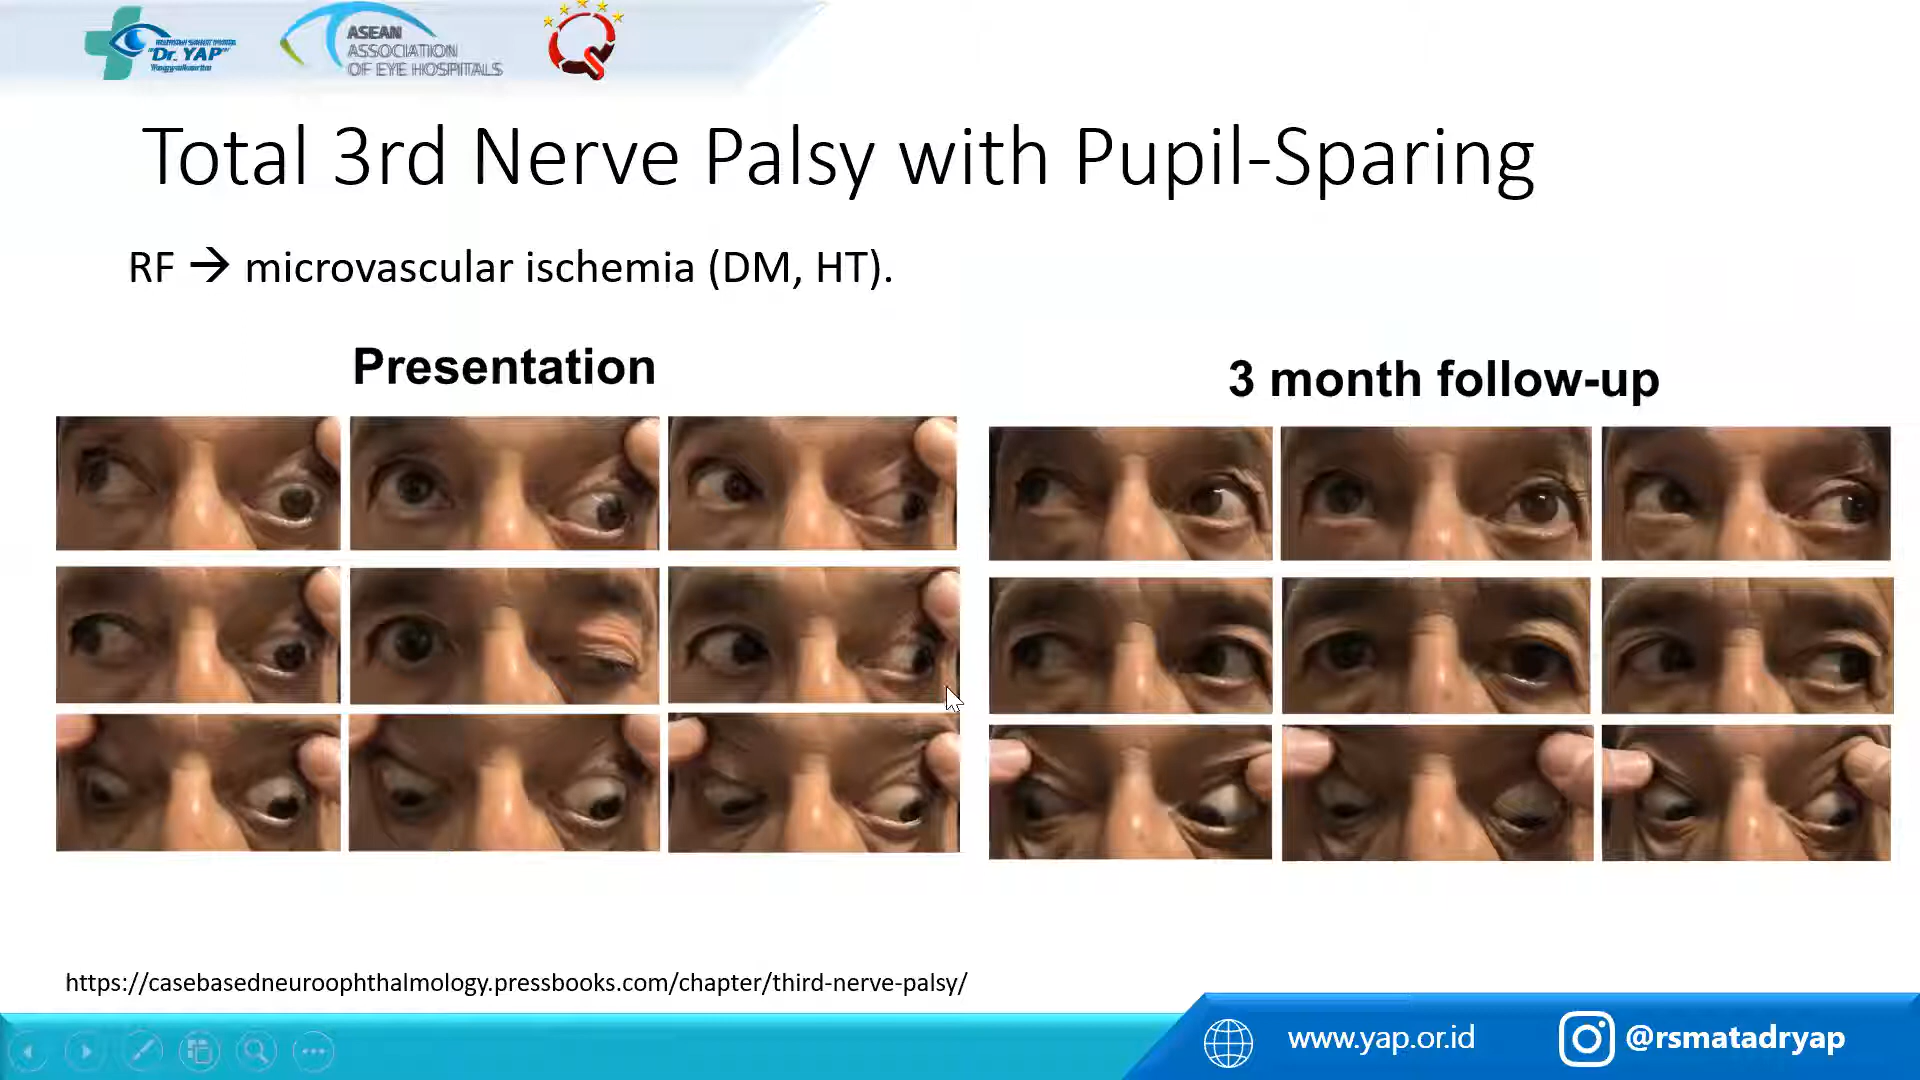 "Dr. YAP"
ASEAN
ASSOCIATION
OF EYE HOSPITALS
Total 3rd Nerve Palsy with Pupil-Sparing
RF → microvascular ischemia (DM, HT).
Presentation
3 month follow-up
https://casebasedneuroophthalmology.pressbooks.com/chapter/third-nerve-palsy/
www.yap.or.id
@rsmatadryap